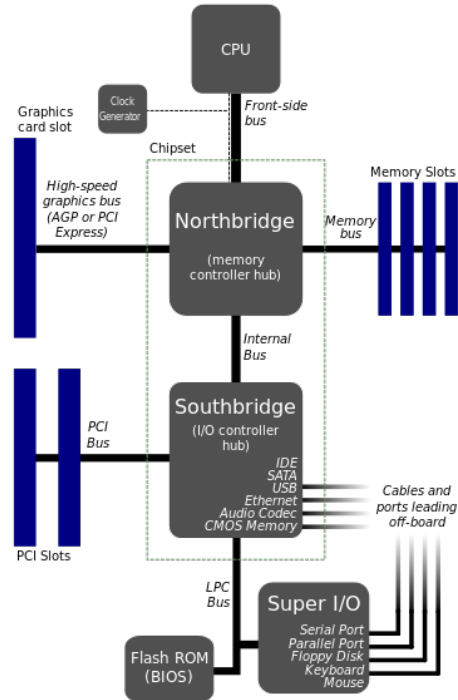 CPU
Clock
Generator
Front-side
bus
Graphics
card slot
Chipset
High-speed
graphics bus
(AGP or PCI
Express)
Northbridge
(memory
controller hub)
Memory Slots
Memory
bus
Internal
Bus
Southbridge
(I/O controller
hub)
PCI
Bus
IDE
SATA
USB
Ethernet
Audio Codec
CMOS Memory
Cables and
ports leading
off-board
PCI Slots
LPC
Bus
Super I/O
Serial Port
Parallel Port
Floppy Disk
Keyboard
Mouse
Flash ROM
(BIOS)